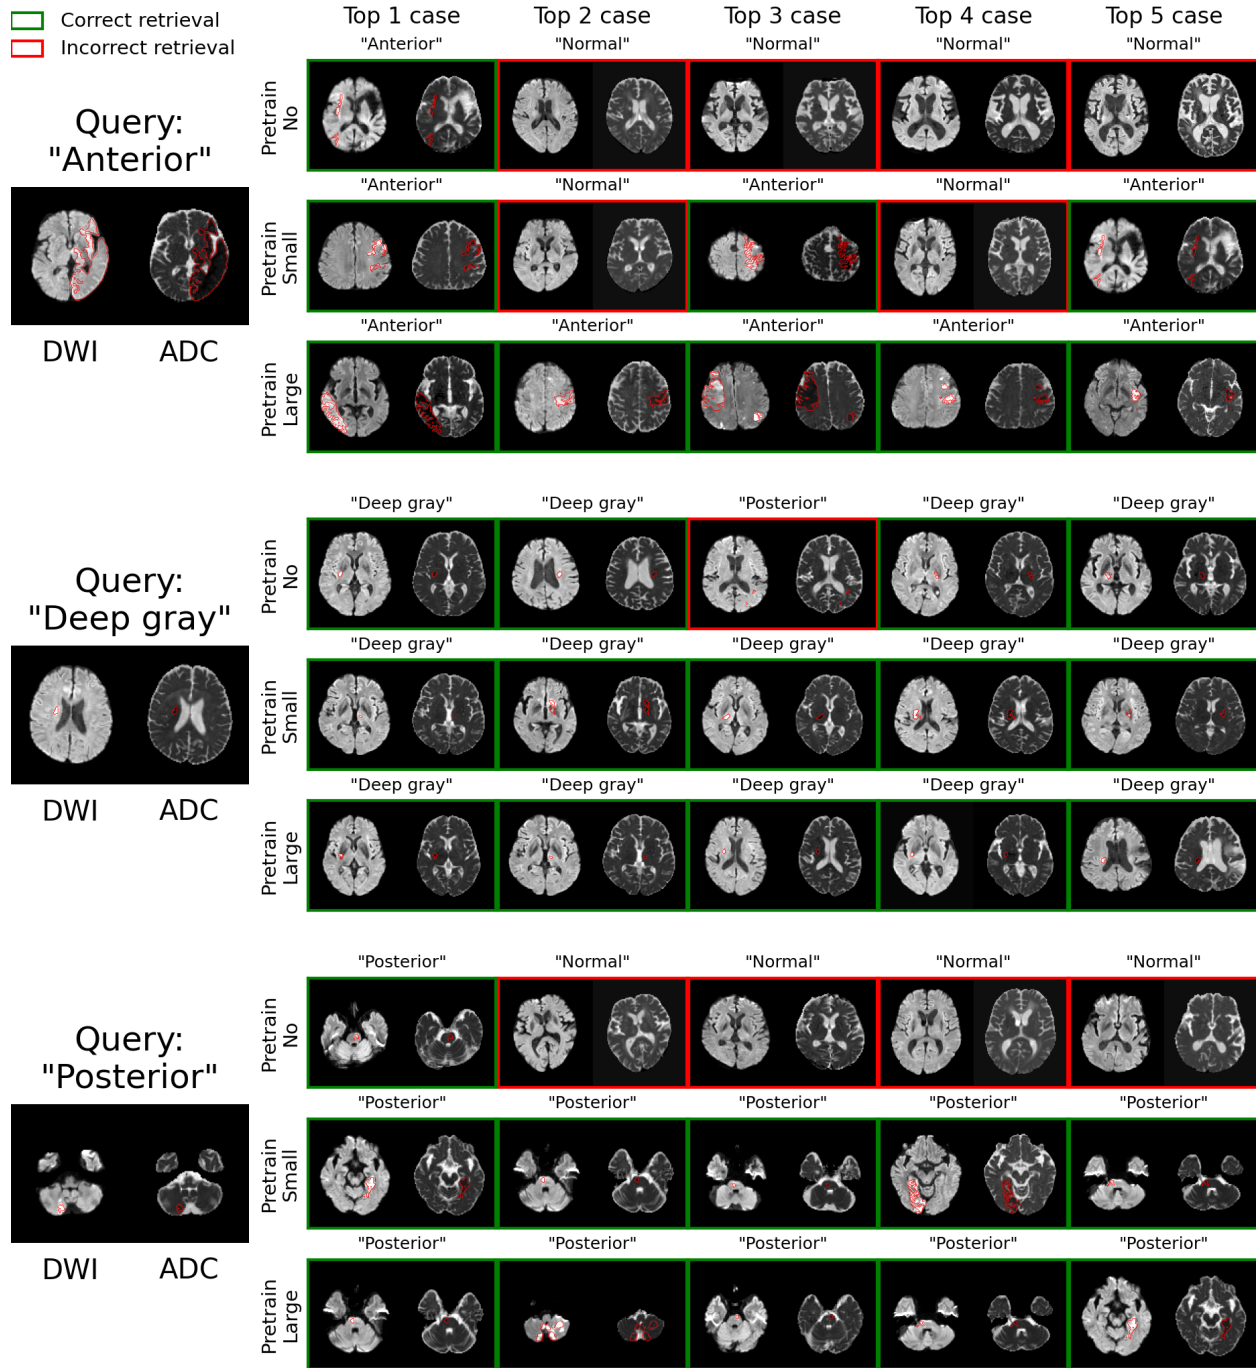 Correct retrieval
Incorrect retrieval
Top 1 case Top 2 case Top 3 case Top 4 case Top 5 case
Query:
"Anterior"
DWI ADC
Pretrain
No
"Anterior" "Normal" "Normal" "Normal" "Normal"
Pretrain
Small
"Anterior" "Normal" "Anterior" "Normal" "Anterior"
Pretrain
Large
"Anterior" "Anterior" "Anterior" "Anterior" "Anterior"
Query:
"Deep gray"
DWI ADC
Pretrain
No
"Deep gray" "Deep gray" "Posterior" "Deep gray" "Deep gray"
Pretrain
Small
"Deep gray" "Deep gray" "Deep gray" "Deep gray" "Deep gray"
Pretrain
Large
"Deep gray" "Deep gray" "Deep gray" "Deep gray" "Deep gray"
Query:
"Posterior"
DWI ADC
Pretrain
No
"Posterior" "Normal" "Normal" "Normal" "Normal"
Pretrain
Small
"Posterior" "Posterior" "Posterior" "Posterior" "Posterior"
Pretrain
Large
"Posterior" "Posterior" "Posterior" "Posterior" "Posterior"